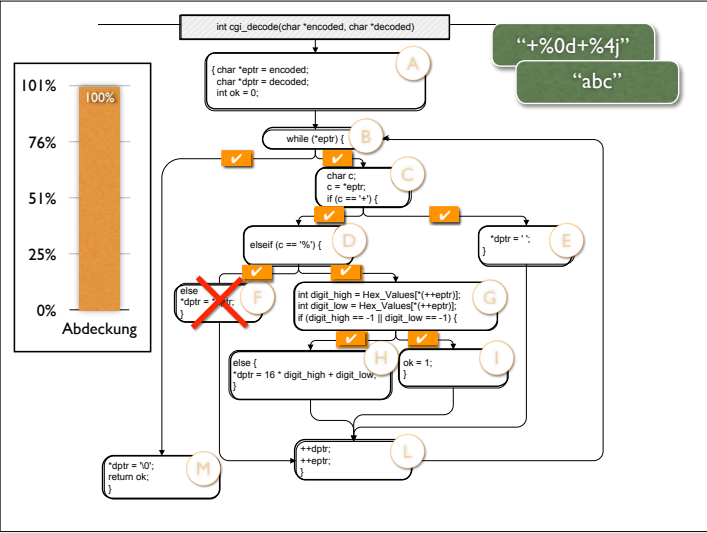 int cgi_decode(char *encoded, char *decoded)
“+%0d+%4j”
“abc”
A
{ char *eptr = encoded;
char *dptr = decoded;
int ok = 0;
101%
100%
76%
51%
25%
0%
Abdeckung
while (*eptr) {
B
✔
✔
char c;
c = *eptr;
if (c == '+') {
C
✔
✔
elseif (c == '%') {
D
*dptr = ' ';
}
E
✔
✔
else
*dptr = *eptr;
}
F
int digit_high = Hex_Values[*(++eptr)];
int digit_low = Hex_Values[*(++eptr)];
if (digit_high == -1 || digit_low == -1) {
G
✔
✔
else {
*dptr = 16 * digit_high + digit_low;
}
H
ok = 1;
}
I
*dptr = '\0';
return ok;
}
M
++dptr;
++eptr;
}
L